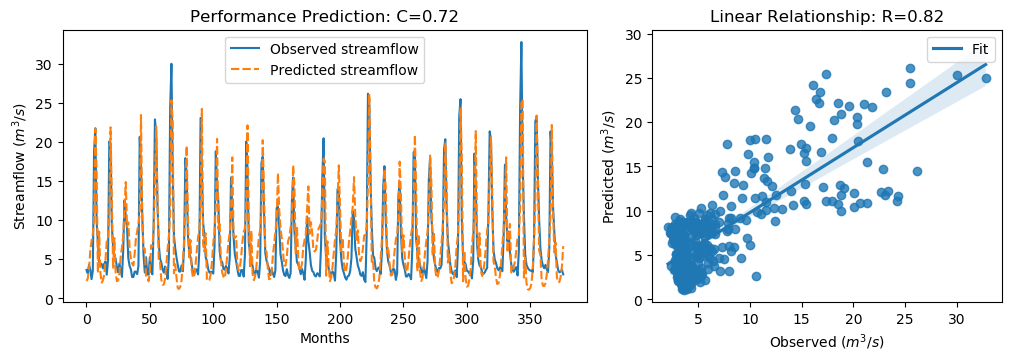 Performance Prediction: C=0.72
Streamflow (m³/s)
30
25
20
15
10
5
0
Observed streamflow
Predicted streamflow
0 50 100 150 200 250 300 350
Months
Linear Relationship: R=0.82
Predicted (m³/s)
30
25
20
15
10
5
0
Fit
5 10 15 20 25 30
Observed (m³/s)